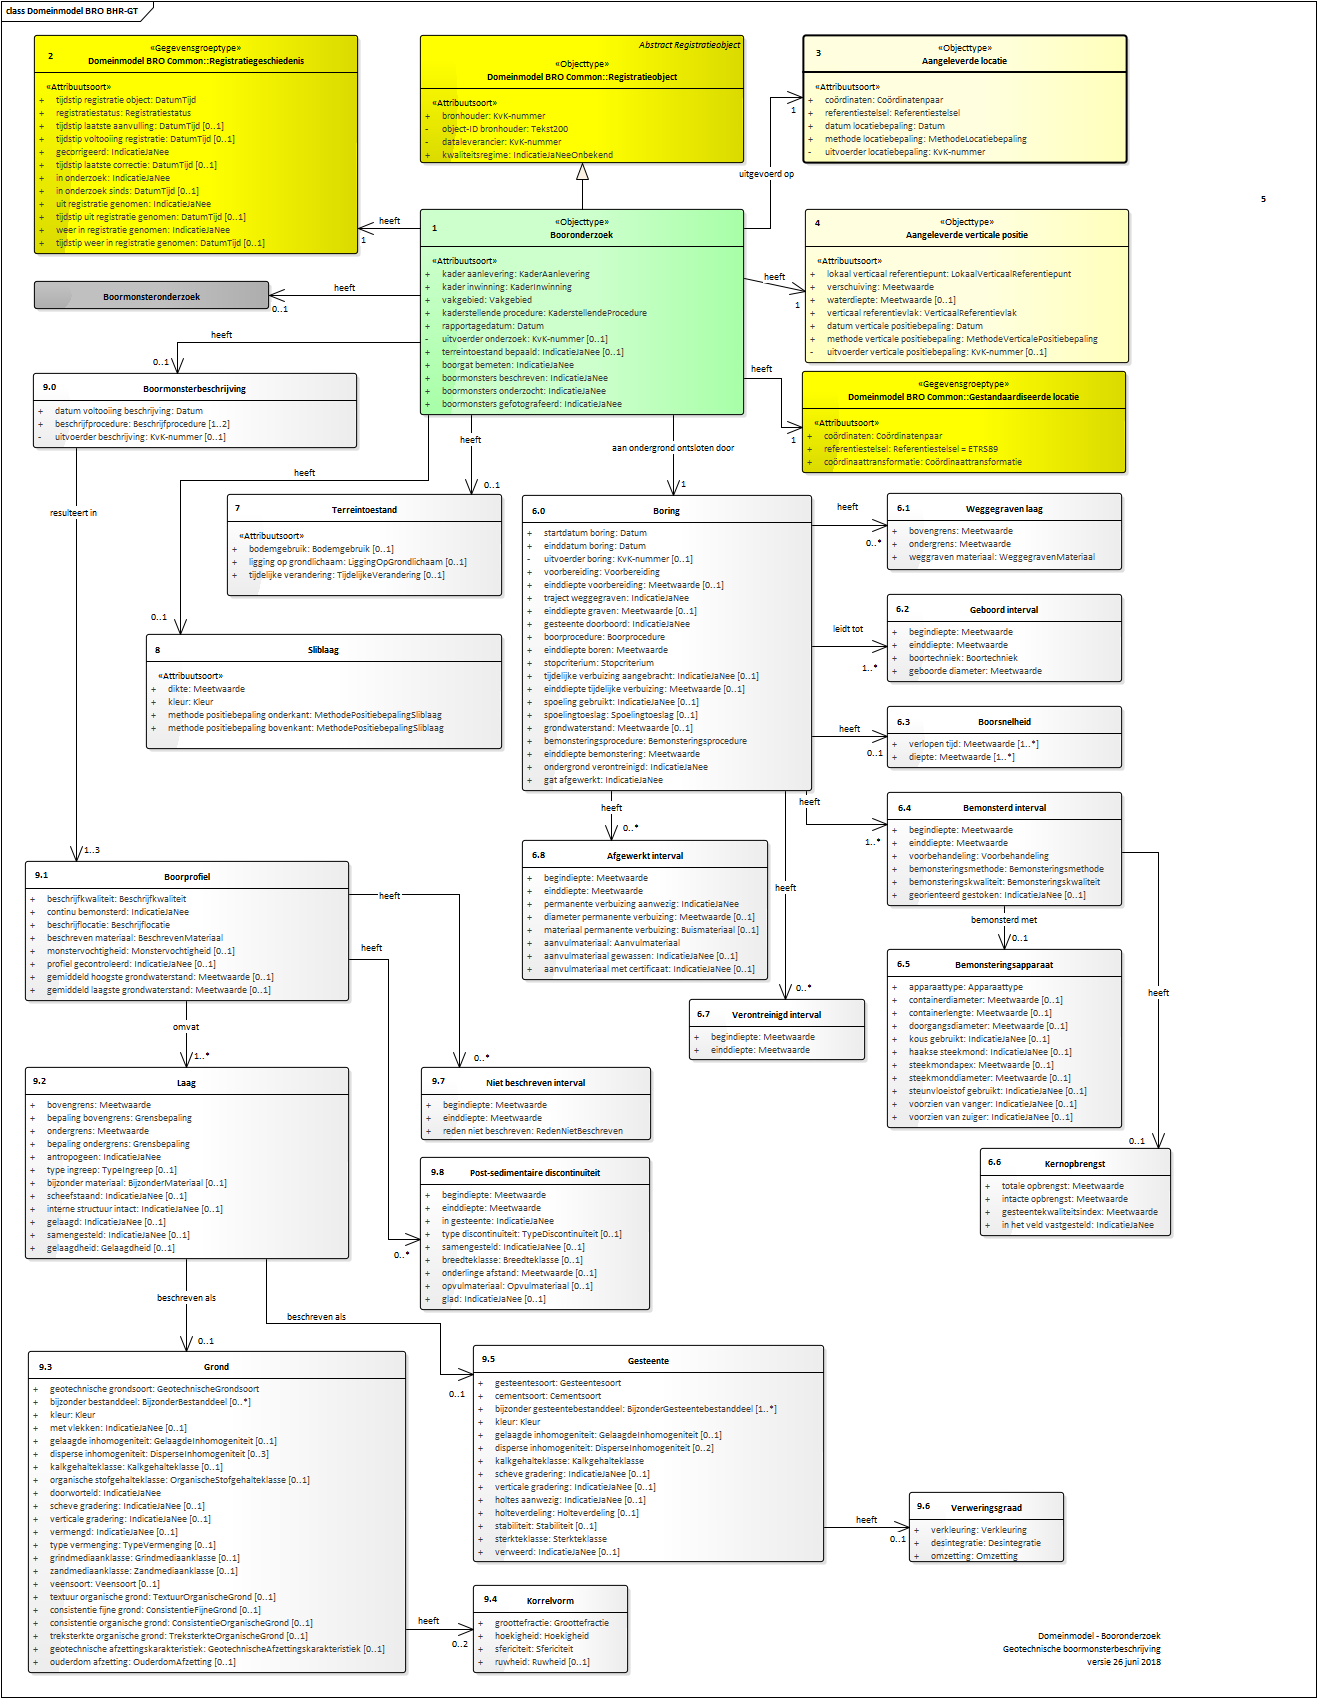 class Domeinmodel BRO BHR-GT
2
«Gegevensgroeptype»
Domeinmodel BRO Common::Registratiegeschiedenis
«Attribuutsoort»
+ tijdstip registratie object: DatumTijd
+ registratiestatus: Registratiestatus
+ tijdstip laatste aanvulling: DatumTijd [0..1]
+ tijdstip voltooiing registratie: DatumTijd [0..1]
+ gecorrigeerd: IndicatieJaNee
+ tijdstip laatste correctie: DatumTijd [0..1]
+ in onderzoek: IndicatieJaNee
+ in onderzoek sinds: DatumTijd [0..1]
+ uit registratie genomen: IndicatieJaNee
+ tijdstip uit registratie genomen: DatumTijd [0..1]
+ weer in registratie genomen: IndicatieJaNee
+ tijdstip weer in registratie genomen: DatumTijd [0..1]
Abstract Registratieobject
«Objecttype»
Domeinmodel BRO Common::Registratieobject
«Attribuutsoort»
+ bronhouder: KvK-nummer
- object-ID bronhouder: Tekst200
- dataleverancier: KvK-nummer
+ kwaliteitsregime: IndicatieJaNeeOnbekend
3
«Objecttype»
Aangeleverde locatie
«Attribuutsoort»
+ coördinaten: Coördinatenpaar
+ referentiestelsel: Referentiestelsel
+ datum locatiebepaling: Datum
+ methode locatiebepaling: MethodeLocatiebepaling
- uitvoerder locatiebepaling: KvK-nummer
1
uitgevoerd op
5
1
«Objecttype»
Booronderzoek
«Attribuutsoort»
+ kader aanlevering: KaderAanlevering
+ kader inwinning: KaderInwinning
+ vakgebied: Vakgebied
+ kaderstellende procedure: KaderstellendeProcedure
+ rapportagedatum: Datum
- uitvoerder onderzoek: KvK-nummer [0..1]
+ terreintoestand bepaald: IndicatieJaNee [0..1]
+ boorgat bemeten: IndicatieJaNee
+ boormonsters beschreven: IndicatieJaNee
+ boormonsters onderzocht: IndicatieJaNee
+ boormonsters gefotografeerd: IndicatieJaNee
heeft
1
4
«Objecttype»
Aangeleverde verticale positie
«Attribuutsoort»
+ lokaal verticaal referentiepunt: LokaalVerticaalReferentiepunt
+ verschuiving: Meetwaarde
+ waterdiepte: Meetwaarde [0..1]
+ verticaal referentievlak: VerticaalReferentievlak
+ datum verticale positiebepaling: Datum
+ methode verticale positiebepaling: MethodeVerticalePositiebepaling
- uitvoerder verticale positiebepaling: KvK-nummer [0..1]
heeft
1
Boormonsteronderzoek
heeft
0..1
heeft
0..1
heeft
1
«Gegevensgroeptype»
Domeinmodel BRO Common::Gestandaardiseerde locatie
«Attribuutsoort»
+ coördinaten: Coördinatenpaar
+ referentiestelsel: Referentiestelsel = ETRS89
+ coördinaattransformatie: Coördinaattransformatie
9.0
Boormonsterbeschrijving
+ datum voltooiing beschrijving: Datum
+ beschrijfprocedure: Beschrijfprocedure [1..2]
- uitvoerder beschrijving: KvK-nummer [0..1]
heeft
0..1
heeft
0..1
aan ondergrond ontsloten door
1
resulteert in
1..3
7
Terreintoestand
«Attribuutsoort»
+ bodemgebruik: Bodemgebruik [0..1]
+ ligging op grondlichaam: LiggingOpGrondlichaam [0..1]
+ tijdelijke verandering: TijdelijkeVerandering [0..1]
8
Sliblaag
«Attribuutsoort»
+ dikte: Meetwaarde
+ kleur: Kleur
+ methode positiebepaling onderkant: MethodePositiebepalingSliblaag
+ methode positiebepaling bovenkant: MethodePositiebepalingSliblaag
6.0
Boring
+ startdatum boring: Datum
+ einddatum boring: Datum
- uitvoerder boring: KvK-nummer [0..1]
+ voorbereiding: Voorbereiding
+ einddiepte voorbereiding: Meetwaarde [0..1]
+ traject weggegraven: IndicatieJaNee
+ einddiepte graven: Meetwaarde [0..1]
+ gesteente doorboord: IndicatieJaNee
+ boorprocedure: Boorprocedure
+ einddiepte boren: Meetwaarde
+ stopcriterium: Stopcriterium
+ tijdelijke verbuizing aangebracht: IndicatieJaNee [0..1]
+ einddiepte tijdelijke verbuizing: Meetwaarde [0..1]
+ spoeling gebruikt: IndicatieJaNee [0..1]
+ spoelingtoeslag: Spoelingtoeslag [0..1]
+ grondwaterstand: Meetwaarde [0..1]
+ bemonsteringsprocedure: Bemonsteringsprocedure
+ einddiepte bemonstering: Meetwaarde
+ ondergrond verontreinigd: IndicatieJaNee
+ gat afgewerkt: IndicatieJaNee
heeft
0..*
6.1
Weggegraven laag
+ bovengrens: Meetwaarde
+ ondergrens: Meetwaarde
+ weggraven materiaal: WeggegravenMateriaal
leidt tot
1..*
6.2
Geboord interval
+ begindiepte: Meetwaarde
+ einddiepte: Meetwaarde
+ boortechniek: Boortechniek
+ geboorde diameter: Meetwaarde
heeft
0..1
6.3
Boorsnelheid
+ verlopen tijd: Meetwaarde [1..*]
+ diepte: Meetwaarde [1..*]
heeft
1..*
6.4
Bemonsterd interval
+ begindiepte: Meetwaarde
+ einddiepte: Meetwaarde
+ voorbehandeling: Voorbehandeling
+ bemonsteringsmethode: Bemonsteringsmethode
+ bemonsteringskwaliteit: Bemonsteringskwaliteit
+ georienteerd gestoken: IndicatieJaNee [0..1]
bemonsterd met
0..1
6.5
Bemonsteringsapparaat
+ apparaattype: Apparaattype
+ containerdiameter: Meetwaarde [0..1]
+ containerlengte: Meetwaarde [0..1]
+ doorgangsdiameter: Meetwaarde [0..1]
+ kous gebruikt: IndicatieJaNee [0..1]
+ haakse steekmond: IndicatieJaNee [0..1]
+ steekmondapex: Meetwaarde [0..1]
+ steekmonddiameter: Meetwaarde [0..1]
+ steunvloeistof gebruikt: IndicatieJaNee [0..1]
+ voorzien van vanger: IndicatieJaNee [0..1]
+ voorzien van zuiger: IndicatieJaNee [0..1]
heeft
0..1
6.6
Kernopbrengst
+ totale opbrengst: Meetwaarde
+ intacte opbrengst: Meetwaarde
+ gesteentekwaliteitsindex: Meetwaarde
+ in het veld vastgesteld: IndicatieJaNee
heeft
0..*
6.8
Afgewerkt interval
+ begindiepte: Meetwaarde
+ einddiepte: Meetwaarde
+ permanente verbuizing aanwezig: IndicatieJaNee
+ diameter permanente verbuizing: Meetwaarde [0..1]
+ materiaal permanente verbuizing: Buismateriaal [0..1]
+ aanvulmateriaal: Aanvulmateriaal
+ aanvulmateriaal gewassen: IndicatieJaNee [0..1]
+ aanvulmateriaal met certificaat: IndicatieJaNee [0..1]
heeft
0..*
6.7
Verontreinigd interval
+ begindiepte: Meetwaarde
+ einddiepte: Meetwaarde
9.1
Boorprofiel
+ beschrijfkwaliteit: Beschrijfkwaliteit
+ continu bemonsterd: IndicatieJaNee
+ beschrijflocatie: Beschrijflocatie
+ beschreven materiaal: BeschrevenMateriaal
+ monstervochtigheid: Monstervochtigheid [0..1]
+ profiel gecontroleerd: IndicatieJaNee [0..1]
+ gemiddeld hoogste grondwaterstand: Meetwaarde [0..1]
+ gemiddeld laagste grondwaterstand: Meetwaarde [0..1]
heeft
heeft
omvat
1..*
0..*
9.2
Laag
+ bovengrens: Meetwaarde
+ bepaling bovengrens: Grensbepaling
+ ondergrens: Meetwaarde
+ bepaling ondergrens: Grensbepaling
+ antropogeen: IndicatieJaNee
+ type ingreep: TypeIngreep [0..1]
+ bijzonder materiaal: BijzonderMateriaal [0..1]
+ scheefstaand: IndicatieJaNee [0..1]
+ interne structuur intact: IndicatieJaNee [0..1]
+ gelaagd: IndicatieJaNee [0..1]
+ samengesteld: IndicatieJaNee [0..1]
+ gelaagdheid: Gelaagdheid [0..1]
9.7
Niet beschreven interval
+ begindiepte: Meetwaarde
+ einddiepte: Meetwaarde
+ reden niet beschreven: RedenNietBeschreven
0..*
9.8
Post-sedimentaire discontinuïteit
+ begindiepte: Meetwaarde
+ einddiepte: Meetwaarde
+ in gesteente: IndicatieJaNee
+ type discontinuïteit: TypeDiscontinuïteit [0..1]
+ samengesteld: IndicatieJaNee [0..1]
+ breedteklasse: Breedteklasse [0..1]
+ onderlinge afstand: Meetwaarde [0..1]
+ opvulmateriaal: Opvulmateriaal [0..1]
+ glad: IndicatieJaNee [0..1]
beschreven als
0..1
beschreven als
0..1
9.3
Grond
+ geotechnische grondsoort: GeotechnischeGrondsoort
+ bijzonder bestanddeel: BijzonderBestanddeel [0..*]
+ kleur: Kleur
+ met vlekken: IndicatieJaNee [0..1]
+ gelaagde inhomogeniteit: GelaagdeInhomogeniteit [0..1]
+ disperse inhomogeniteit: DisperseInhomogeniteit [0..3]
+ kalkgehalteklasse: Kalkgehalteklasse [0..1]
+ organische stofgehalteklasse: OrganischeStofgehalteklasse [0..1]
+ doorworteld: IndicatieJaNee
+ scheve gradering: IndicatieJaNee [0..1]
+ verticale gradering: IndicatieJaNee [0..1]
+ vermengd: IndicatieJaNee [0..1]
+ type vermenging: TypeVermenging [0..1]
+ grindmediaanklasse: Grindmediaanklasse [0..1]
+ zandmediaanklasse: Zandmediaanklasse [0..1]
+ veensoort: Veensoort [0..1]
+ textuur organische grond: TextuurOrganischeGrond [0..1]
+ consistentie fijne grond: ConsistentieFijneGrond [0..1]
+ consistentie organische grond: ConsistentieOrganischeGrond [0..1]
+ treksterkte organische grond: TreksterkteOrganischeGrond [0..1]
+ geotechnische afzettingskarakteristiek: GeotechnischeAfzettingskarakteristiek [0..1]
+ ouderdom afzetting: OuderdomAfzetting [0..1]
9.5
Gesteente
+ gesteentesoort: Gesteentesoort
+ cementsoort: Cementsoort
+ bijzonder gesteentebestanddeel: BijzonderGesteentebestanddeel [1..*]
+ kleur: Kleur
+ gelaagde inhomogeniteit: GelaagdeInhomogeniteit [0..1]
+ disperse inhomogeniteit: DisperseInhomogeniteit [0..2]
+ kalkgehalteklasse: Kalkgehalteklasse
+ scheve gradering: IndicatieJaNee [0..1]
+ verticale gradering: IndicatieJaNee [0..1]
+ holtes aanwezig: IndicatieJaNee [0..1]
+ holteverdeling: Holteverdeling [0..1]
+ stabiliteit: Stabiliteit [0..1]
+ sterkteklasse: Sterkteklasse
+ verweerd: IndicatieJaNee [0..1]
heeft
0..1
9.6
Verweringsgraad
+ verkleuring: Verkleuring
+ desintegratie: Desintegratie
+ omzetting: Omzetting
heeft
0..2
9.4
Korrelvorm
+ groottefractie: Groottefractie
+ hoekigheid: Hoekigheid
+ sfericiteit: Sfericiteit
+ ruwheid: Ruwheid [0..1]
Domeinmodel - Booronderzoek
Geotechnische boormonsterbeschrijving
versie 26 juni 2018